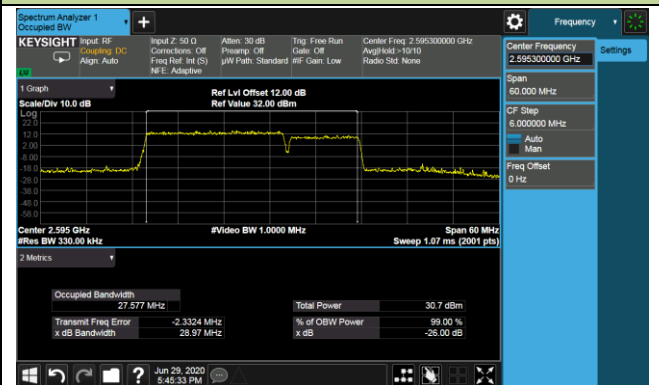 Spectrum Analyzer 1
Occupied BW
Frequency
KEYSIGHT
Input: RF
Coupling: DC
Align: Auto
Input Z: 50 Ω
Corrections: Off
Freq Ref: Int (S)
NFE: Adaptive
Atten: 30 dB
Preamp: Off
µW Path: Standard
Trig: Free Run
Gate: Off
#IF Gain: Low
Center Freq: 2.595300000 GHz
Avg|Hold:>10/10
Radio Std: None
Center Frequency
2.595300000 GHz
Settings
Span
60.000 MHz
CF Step
6.000000 MHz
Auto
Man
Freq Offset
0 Hz
1 Graph
Scale/Div 10.0 dB
Ref Lvl Offset 12.00 dB
Ref Value 32.00 dBm
Log
22.0
12.0
2.00
-8.00
-18.0
-28.0
-38.0
-48.0
-58.0
Center 2.595 GHz
#Res BW 330.00 kHz
#Video BW 1.0000 MHz
Span 60 MHz
Sweep 1.07 ms (2001 pts)
2 Metrics
Occupied Bandwidth
27.577 MHz
Total Power
30.7 dBm
Transmit Freq Error
-2.3324 MHz
% of OBW Power
99.00 %
x dB Bandwidth
28.97 MHz
x dB
-26.00 dB
Jun 29, 2020
5:45:33 PM